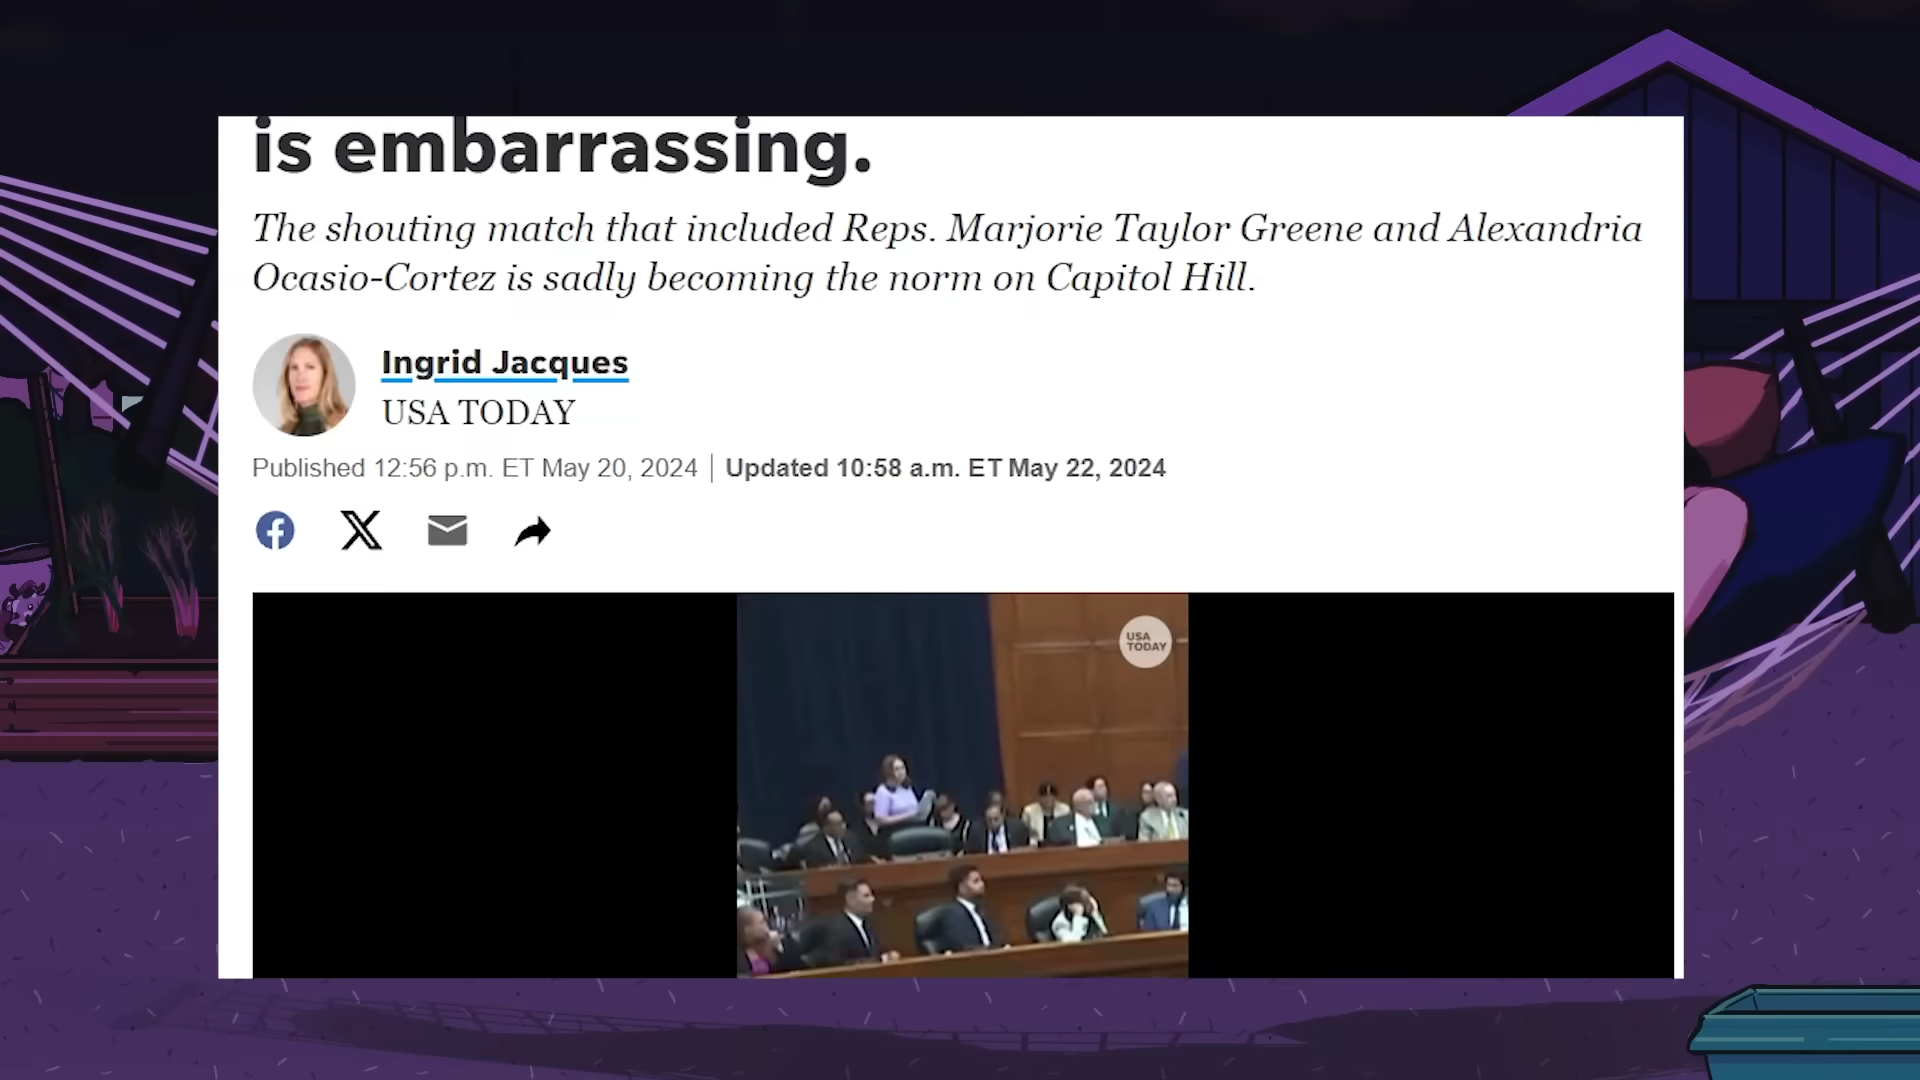 is embarrassing.
The shouting match that included Reps. Marjorie Taylor Greene and Alexandria
Ocasio-Cortez is sadly becoming the norm on Capitol Hill.
Ingrid Jacques
USA TODAY
Published 12:56 p.m. ET May 20, 2024 | Updated 10:58 a.m. ET May 22, 2024
USA
TODAY